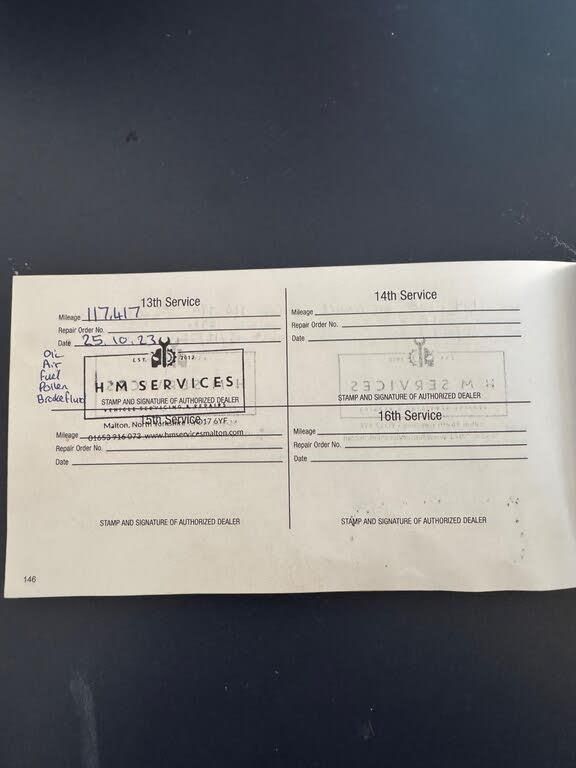 13th Service
Mileage 117,417
Repair Order No.
Date 25.10.23
Oil
Air
Fuel
Pollen
Brake fluid
EST 2012
H·M SERVICES
STAMP AND SIGNATURE OF AUTHORIZED DEALER
VEHICLE SERVICING & REPAIRS
Malton, North Yorkshire YO17 6YF
01653 916 073 www.hmservicesmalton.com
14th Service
Mileage
Repair Order No.
Date
STAMP AND SIGNATURE OF AUTHORIZED DEALER
15th Service
Mileage
Repair Order No.
Date
STAMP AND SIGNATURE OF AUTHORIZED DEALER
16th Service
Mileage
Repair Order No.
Date
STAMP AND SIGNATURE OF AUTHORIZED DEALER
146